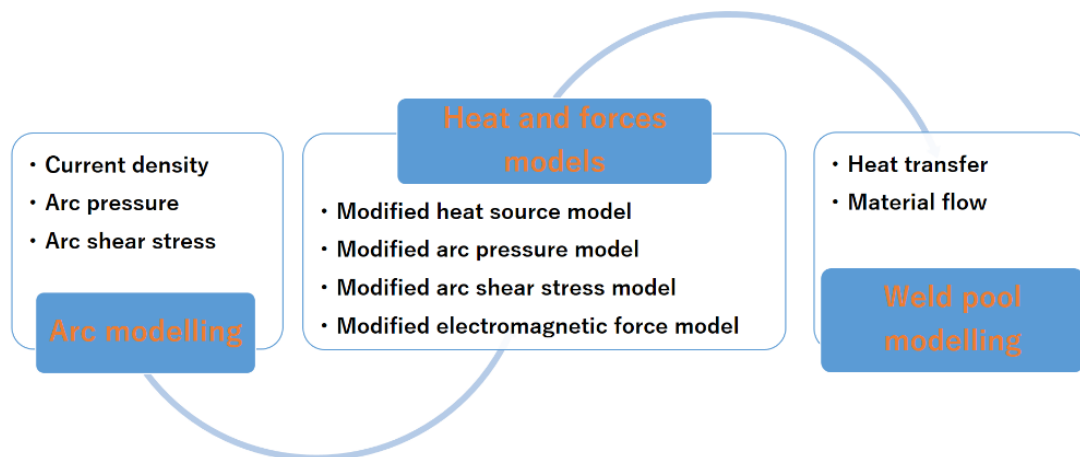 ・Current density
・Arc pressure
・Arc shear stress
Arc modelling
Heat and forces
models
・Modified heat source model
・Modified arc pressure model
・Modified arc shear stress model
・Modified electromagnetic force model
・Heat transfer
・Material flow
Weld pool
modelling